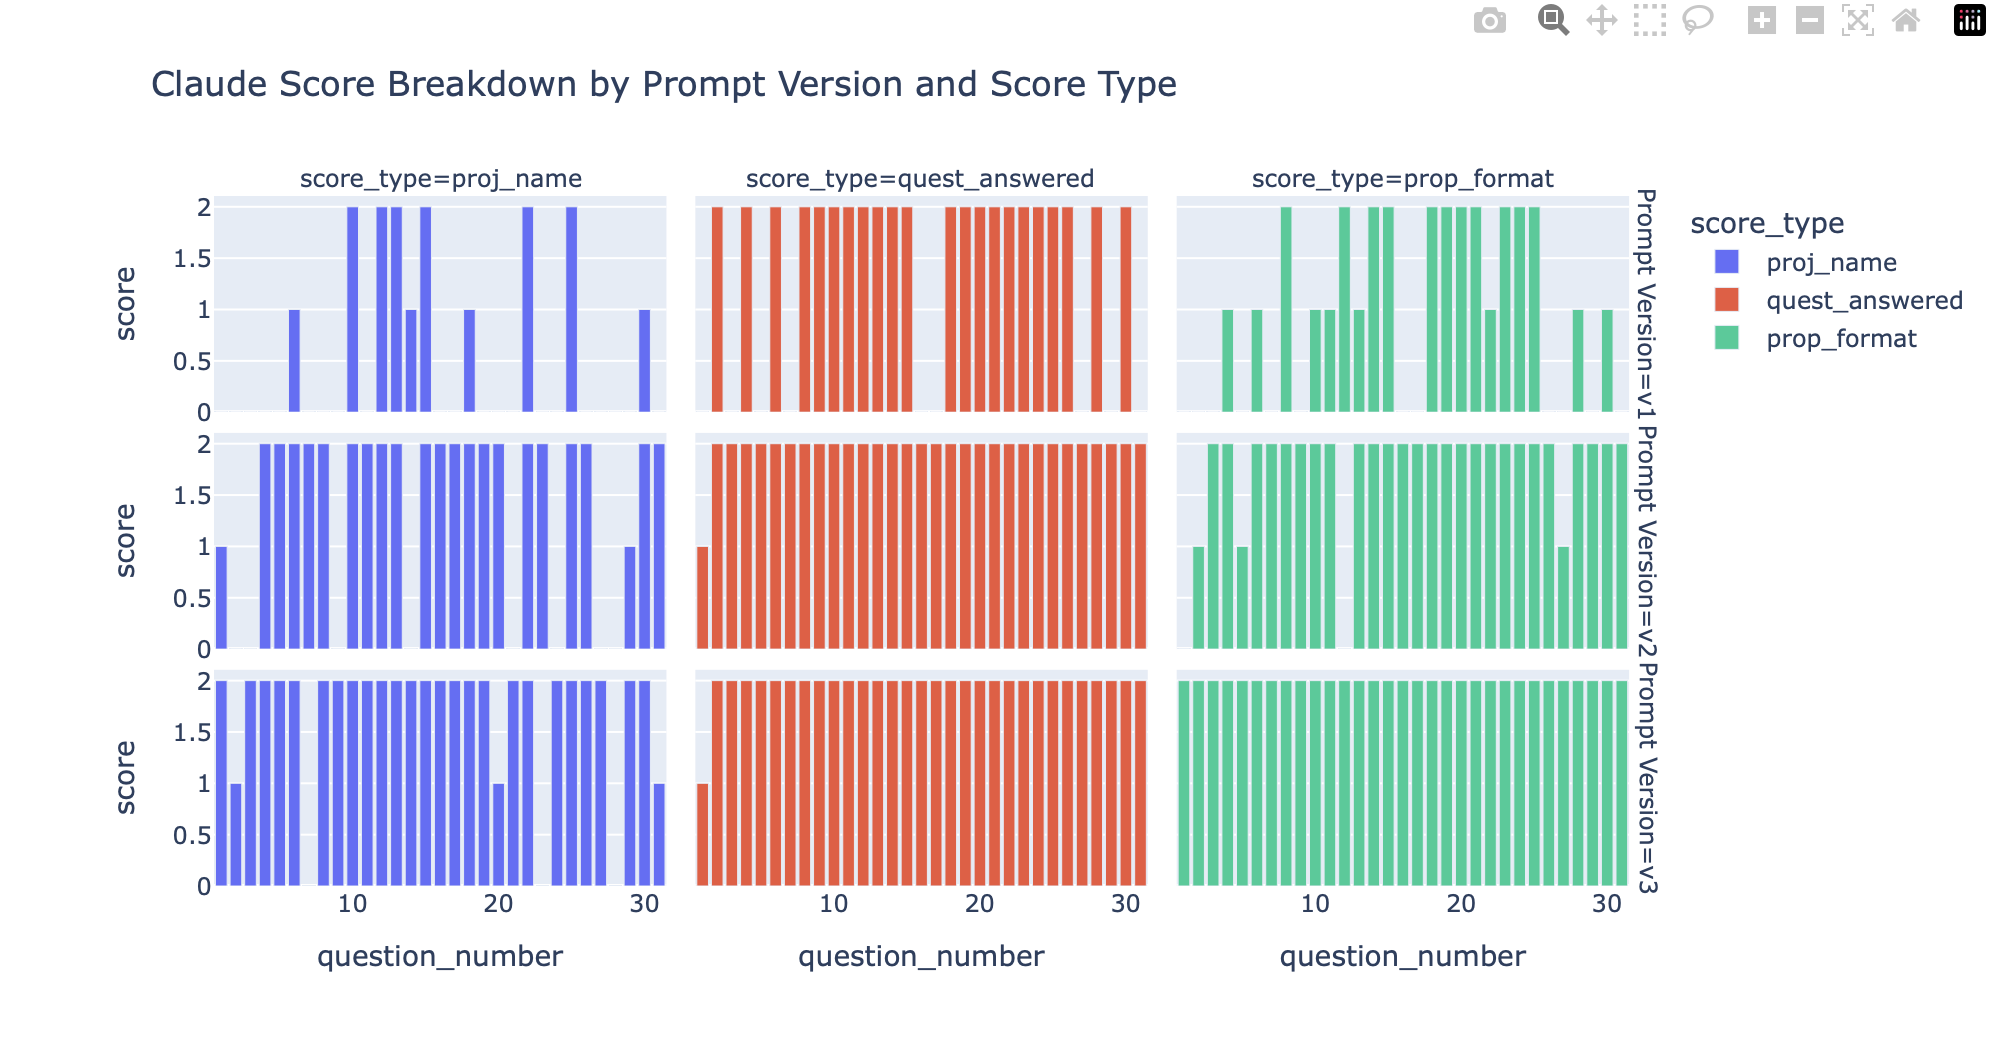 Claude Score Breakdown by Prompt Version and Score Type
score_type=proj_name
score_type=quest_answered
score_type=prop_format
score_type
proj_name
quest_answered
prop_format
score
2
1.5
1
0.5
0
Prompt Version=v1
score
2
1.5
1
0.5
0
Prompt Version=v2
score
2
1.5
1
0.5
0
Prompt Version=v3
10 20 30
10 20 30
10 20 30
question_number
question_number
question_number